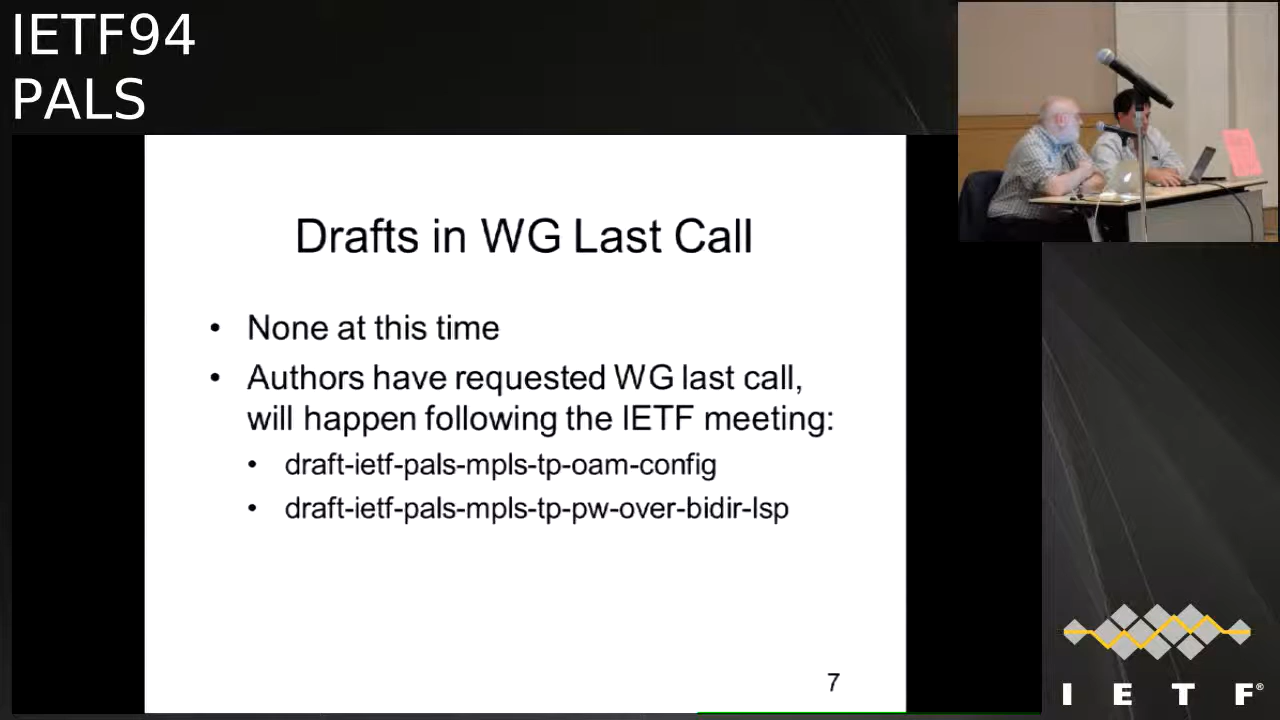 IETF94
PALS
Drafts in WG Last Call
• None at this time
• Authors have requested WG last call,
will happen following the IETF meeting:
• draft-ietf-pals-mpls-tp-oam-config
• draft-ietf-pals-mpls-tp-pw-over-bidir-lsp
7
I E T F®